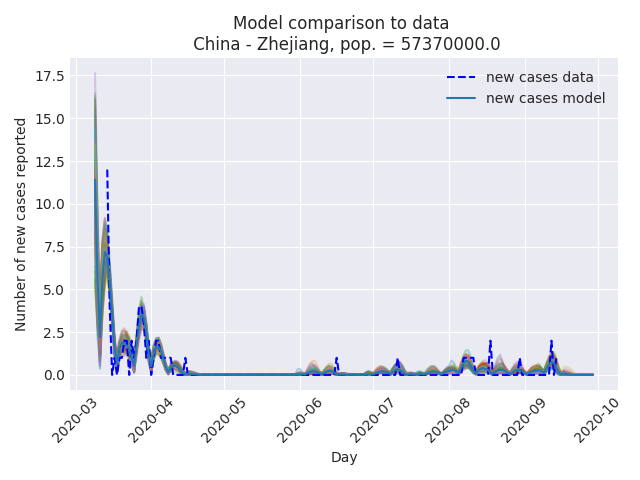 Model comparison to data
China - Zhejiang, pop. = 57370000.0
new cases data
new cases model
Number of new cases reported
17.5
15.0
12.5
10.0
7.5
5.0
2.5
0.0
2020-03
2020-04
2020-05
2020-06
2020-07
2020-08
2020-09
2020-10
Day